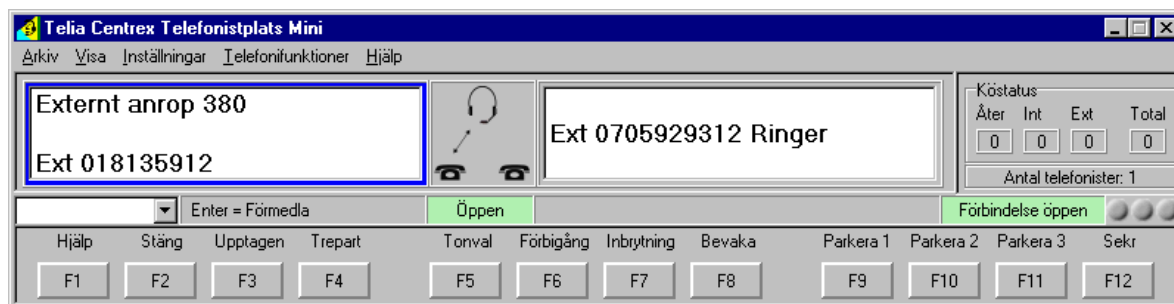 Telia Centrex Telefonistplats Mini
Arkiv Visa Inställningar Telefonifunktioner Hjälp
Externt anrop 380
Ext 018135912
Ext 0705929312 Ringer
Köstatus
Åter Int Ext Total
0 0 0 0
Antal telefonister: 1
Enter = Förmedla
Öppen
Förbindelse öppen
Hjälp Stäng Upptagen Trepart Tonval Förbigång Inbrytning Bevaka Parkera 1 Parkera 2 Parkera 3 Sekr
F1 F2 F3 F4 F5 F6 F7 F8 F9 F10 F11 F12